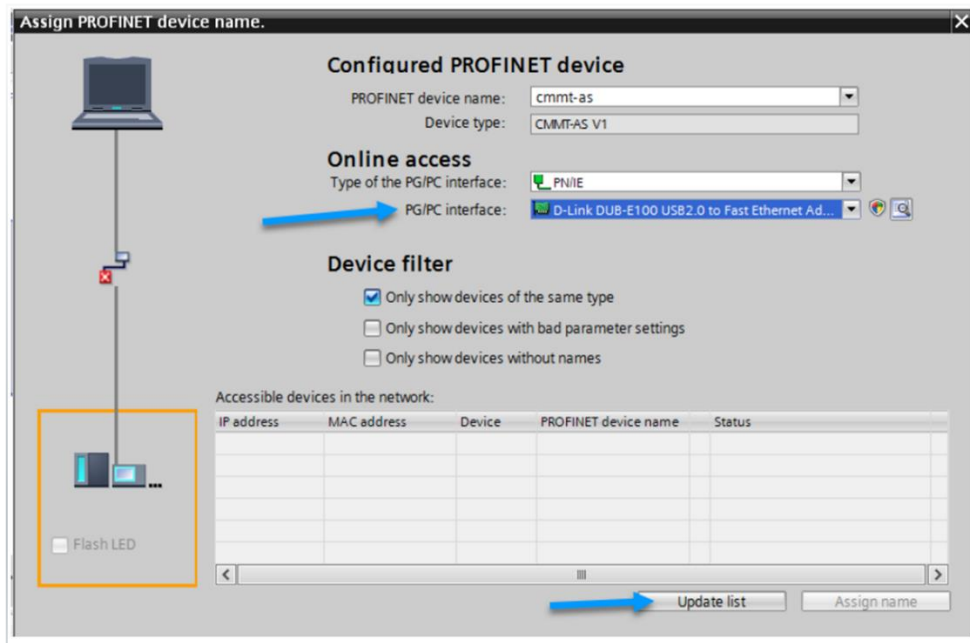 Assign PROFINET device name.
Configured PROFINET device
PROFINET device name: cmmt-as
Device type: CMMT-AS V1
Online access
Type of the PG/PC interface: PN/IE
PG/PC interface: D-Link DUB-E100 USB2.0 to Fast Ethernet Ad...
Device filter
Only show devices of the same type
Only show devices with bad parameter settings
Only show devices without names
Accessible devices in the network:
IP address MAC address Device PROFINET device name Status
...
Flash LED
Update list Assign name